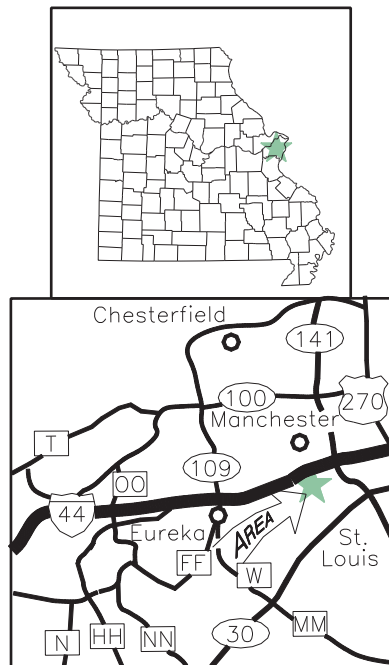 Chesterfield
141
100
270
Manchester
T
109
OO
44
Eureka
AREA
St.
Louis
FF
W
N
HH
NN
30
MM